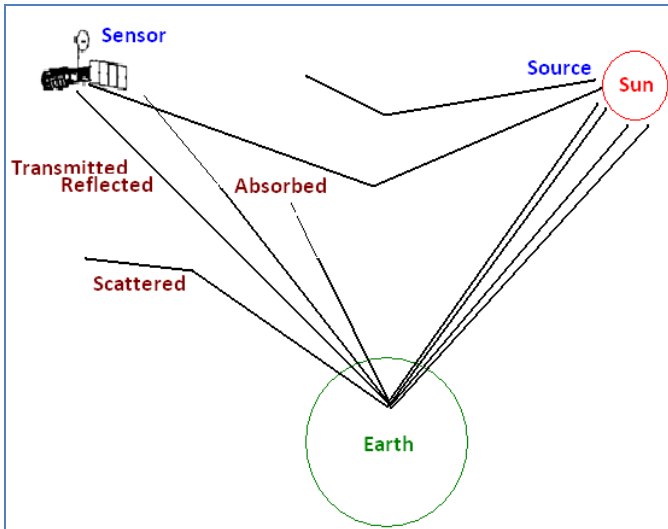 Sensor
Source
Sun
Transmitted
Reflected
Absorbed
Scattered
Earth